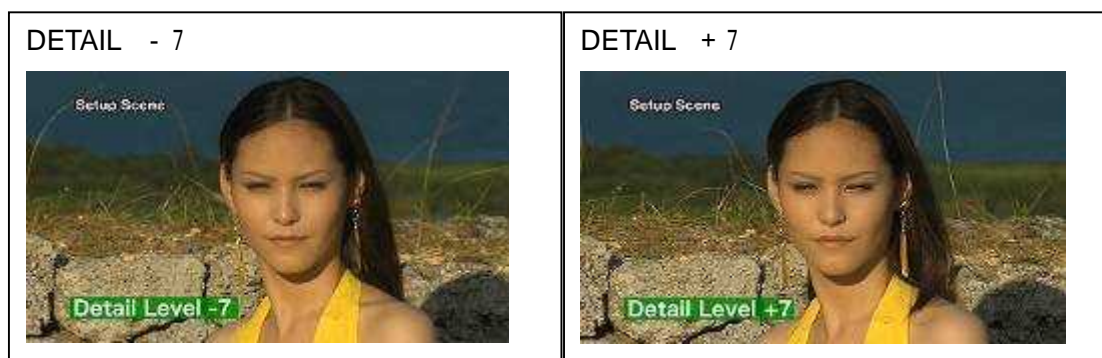 DETAIL - 7
Setup Scene
Detail Level -7
DETAIL + 7
Setup Scene
Detail Level +7